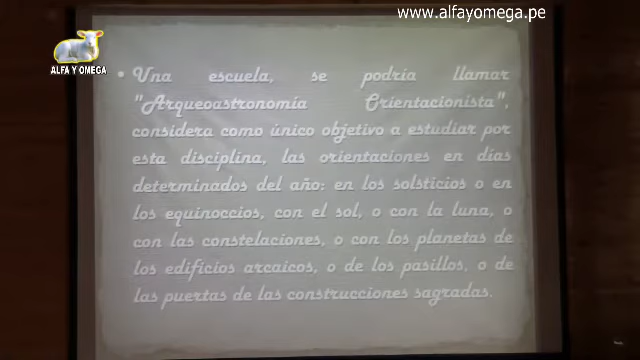 www.alfayomega.pe
ALFA Y OMEGA
• Una escuela, se podría llamar
"Arqueoastronomía Orientacionista",
considera como único objetivo a estudiar por
esta disciplina, las orientaciones en días
determinados del año: en los solsticios o en
los equinoccios, con el sol, o con la luna, o
con las constelaciones, o con los planetas de
los edificios arcaicos, o de los pasillos, o de
las puertas de las construcciones sagradas.